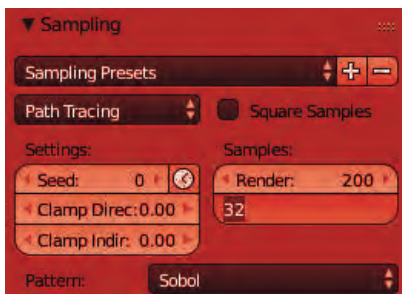 Sampling
Sampling Presets
Path Tracing
Square Samples
Settings:
Samples:
Seed: 0
Render: 200
Clamp Direc:0.00
32
Clamp Indir: 0.00
Pattern:
Sobol